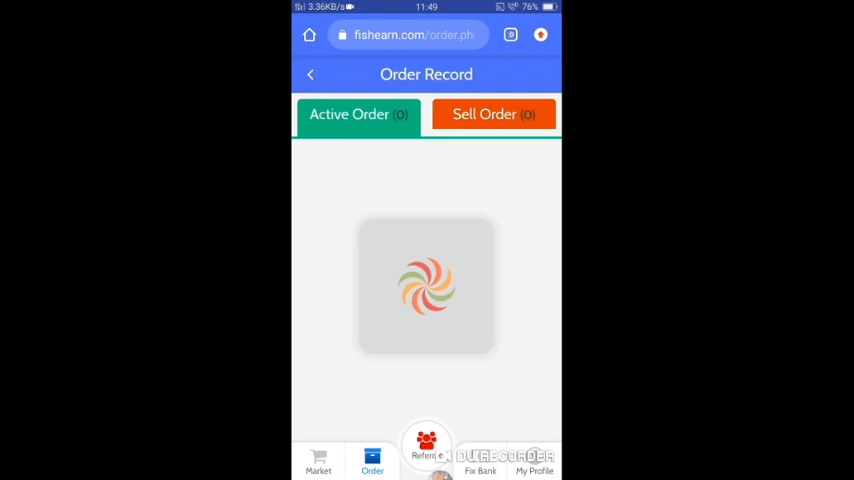 3.36KB/s
11:49
76%
fishearn.com/order.ph
Order Record
Active Order (0)
Sell Order (0)
Market
Order
Referr
Fix Bank
My Profile
DU RECORDER